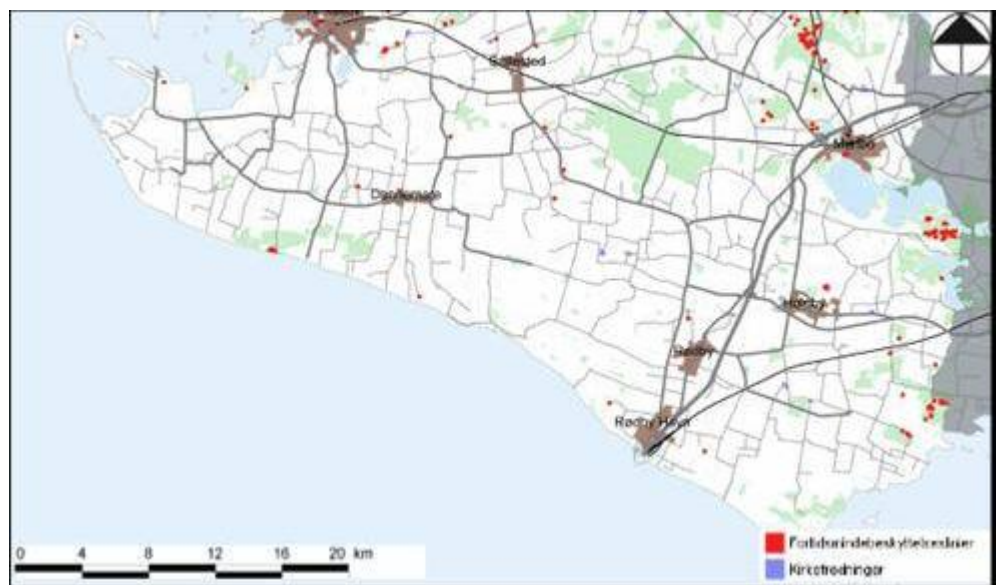 Søllested
Maribo
Dannemare
Holeby
Rødby
Rødby Havn
0 4 8 12 16 20 km
Fortidsmindebeskyttelseslinier
Kirkefredninger